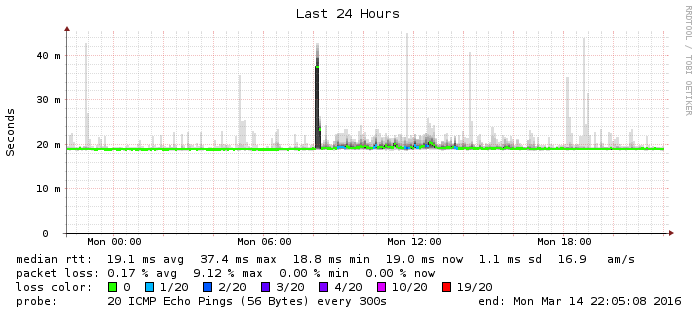 Last 24 Hours
RRDTOOL / TOBI OETIKER
Seconds
40 m
30 m
20 m
10 m
0
Mon 00:00 Mon 06:00 Mon 12:00 Mon 18:00
median rtt: 19.1 ms avg 37.4 ms max 18.8 ms min 19.0 ms now 1.1 ms sd 16.9 am/s
packet loss: 0.17 % avg 9.12 % max 0.00 % min 0.00 % now
loss color: 0 1/20 2/20 3/20 4/20 10/20 19/20
probe: 20 ICMP Echo Pings (56 Bytes) every 300s end: Mon Mar 14 22:05:08 2016